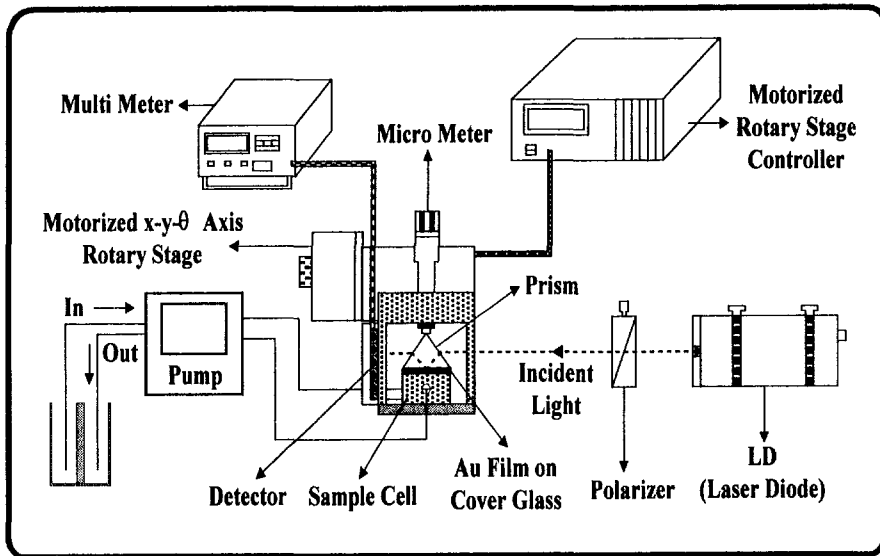 Multi Meter
Micro Meter
Motorized
Rotary Stage
Controller
Motorized x-y-θ Axis
Rotary Stage
Prism
In
Out
Pump
Incident
Light
Detector
Sample Cell
Au Film on
Cover Glass
Polarizer
LD
(Laser Diode)